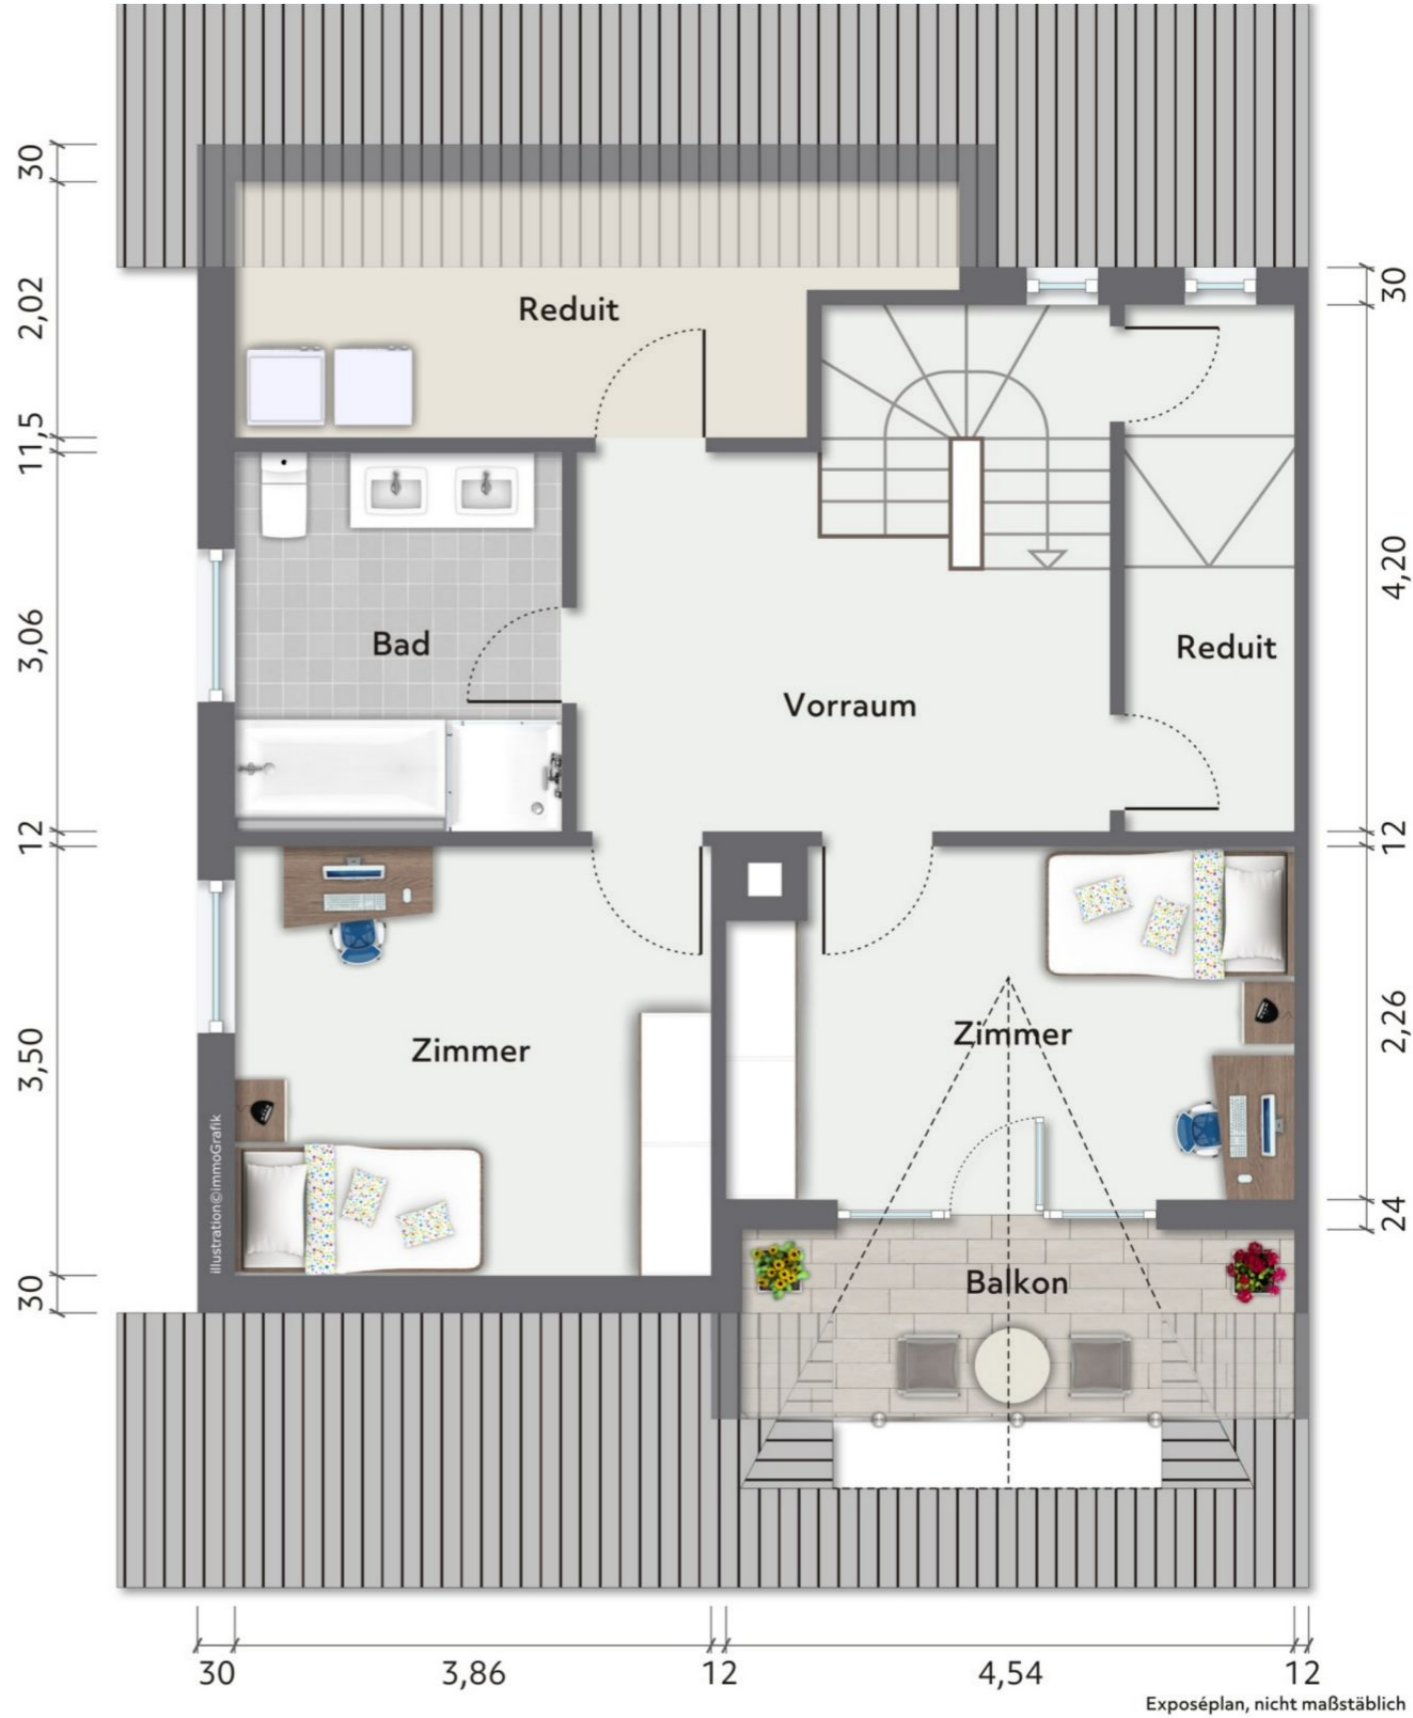 30
2,02
11,5
3,06
12
3,50
30
Reduit
Bad
Vorraum
Reduit
Zimmer
Zimmer
Balkon
illustration©immoGrafik
30
4,20
12
2,26
24
30
3,86
12
4,54
12
Exposéplan, nicht maßstäblich